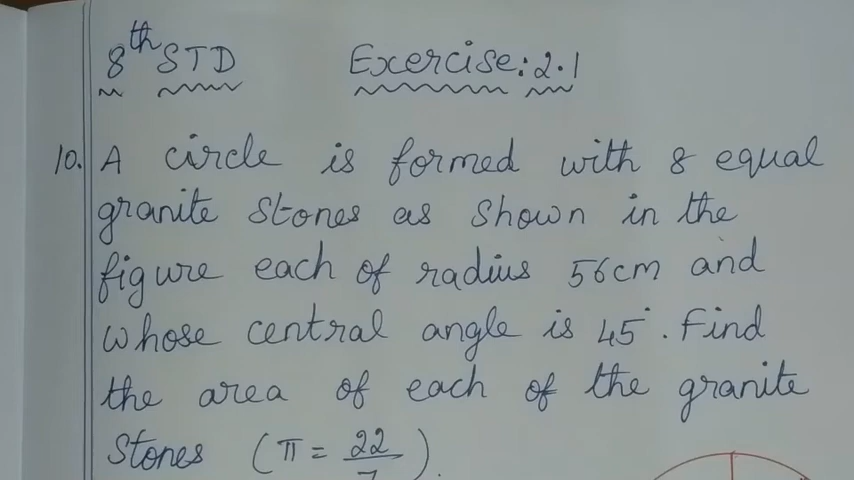 8th STD Exercise: 2.1
10. A circle is formed with 8 equal
granite stones as shown in the
figure each of radius 56cm and
whose central angle is 45°. Find
the area of each of the granite
stones (π = 22/7).